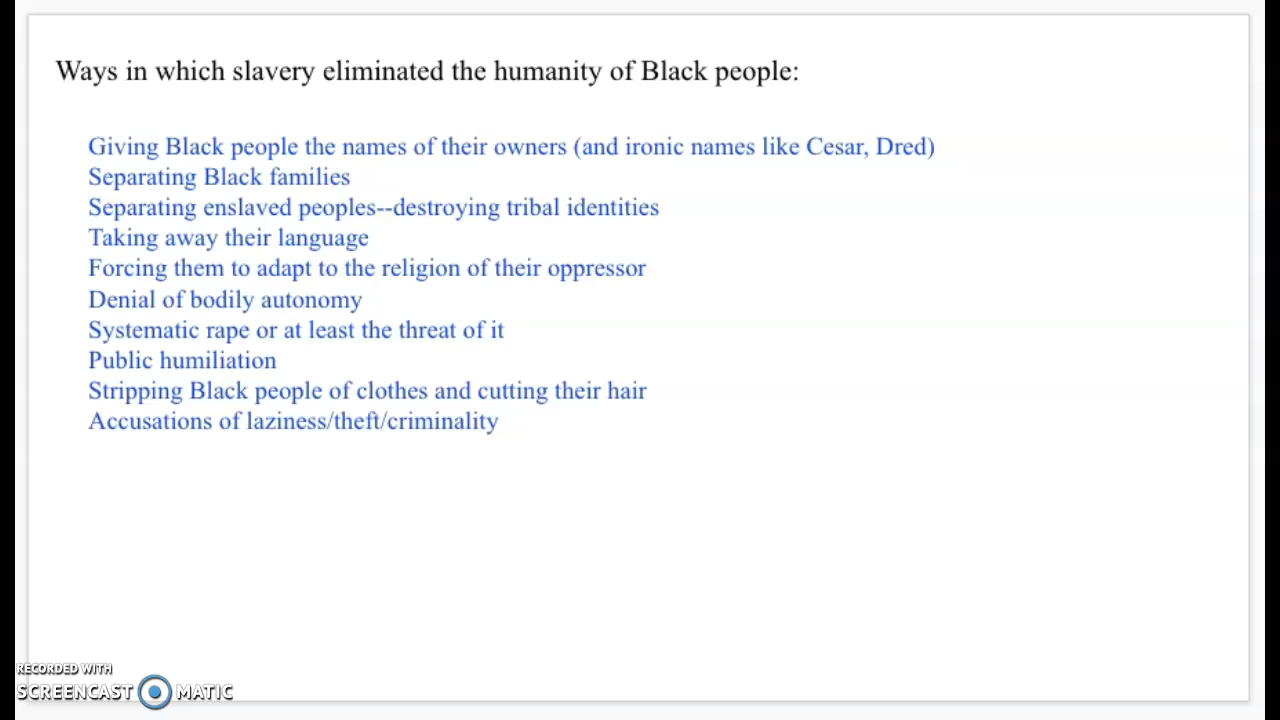 Ways in which slavery eliminated the humanity of Black people:
Giving Black people the names of their owners (and ironic names like Cesar, Dred)
Separating Black families
Separating enslaved peoples--destroying tribal identities
Taking away their language
Forcing them to adapt to the religion of their oppressor
Denial of bodily autonomy
Systematic rape or at least the threat of it
Public humiliation
Stripping Black people of clothes and cutting their hair
Accusations of laziness/theft/criminality
RECORDED WITH
SCREENCAST MATIC